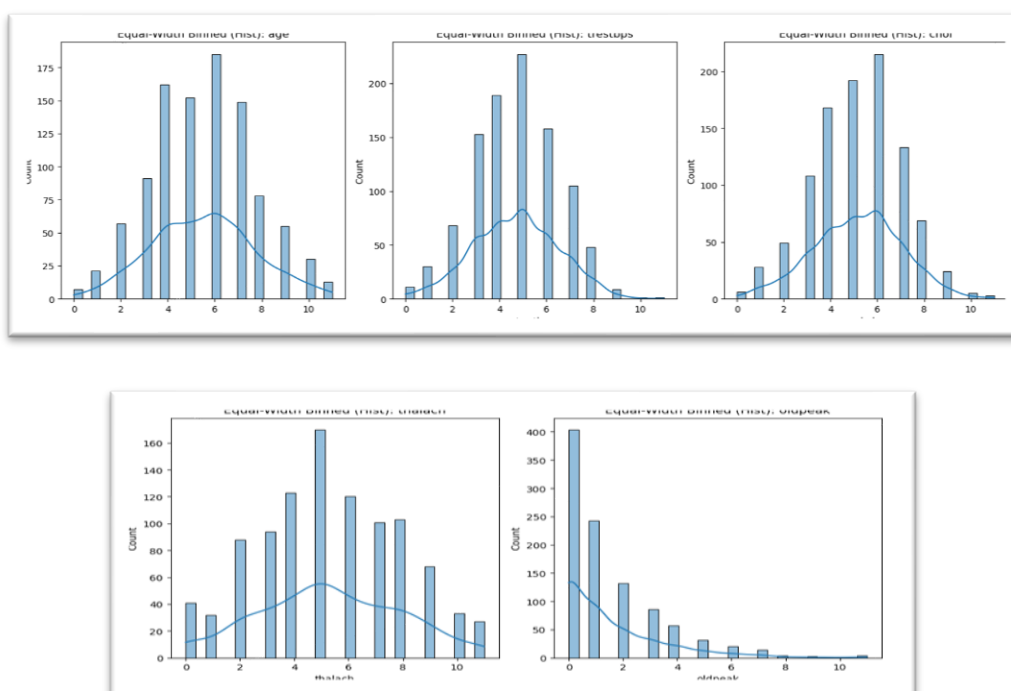 Equal-Width Binned (Hist): age
Equal-Width Binned (Hist): trestbps
Equal-Width Binned (Hist): chol
Count
175
150
125
100
75
50
25
0
0 2 4 6 8 10
Count
200
150
100
50
0
0 2 4 6 8 10
Count
200
150
100
50
0
0 2 4 6 8 10
Equal-Width Binned (Hist): thalach
Equal-Width Binned (Hist): oldpeak
Count
160
140
120
100
80
60
40
20
0
0 2 4 6 8 10
thalach
Count
400
350
300
250
200
150
100
50
0
0 2 4 6 8 10
oldpeak